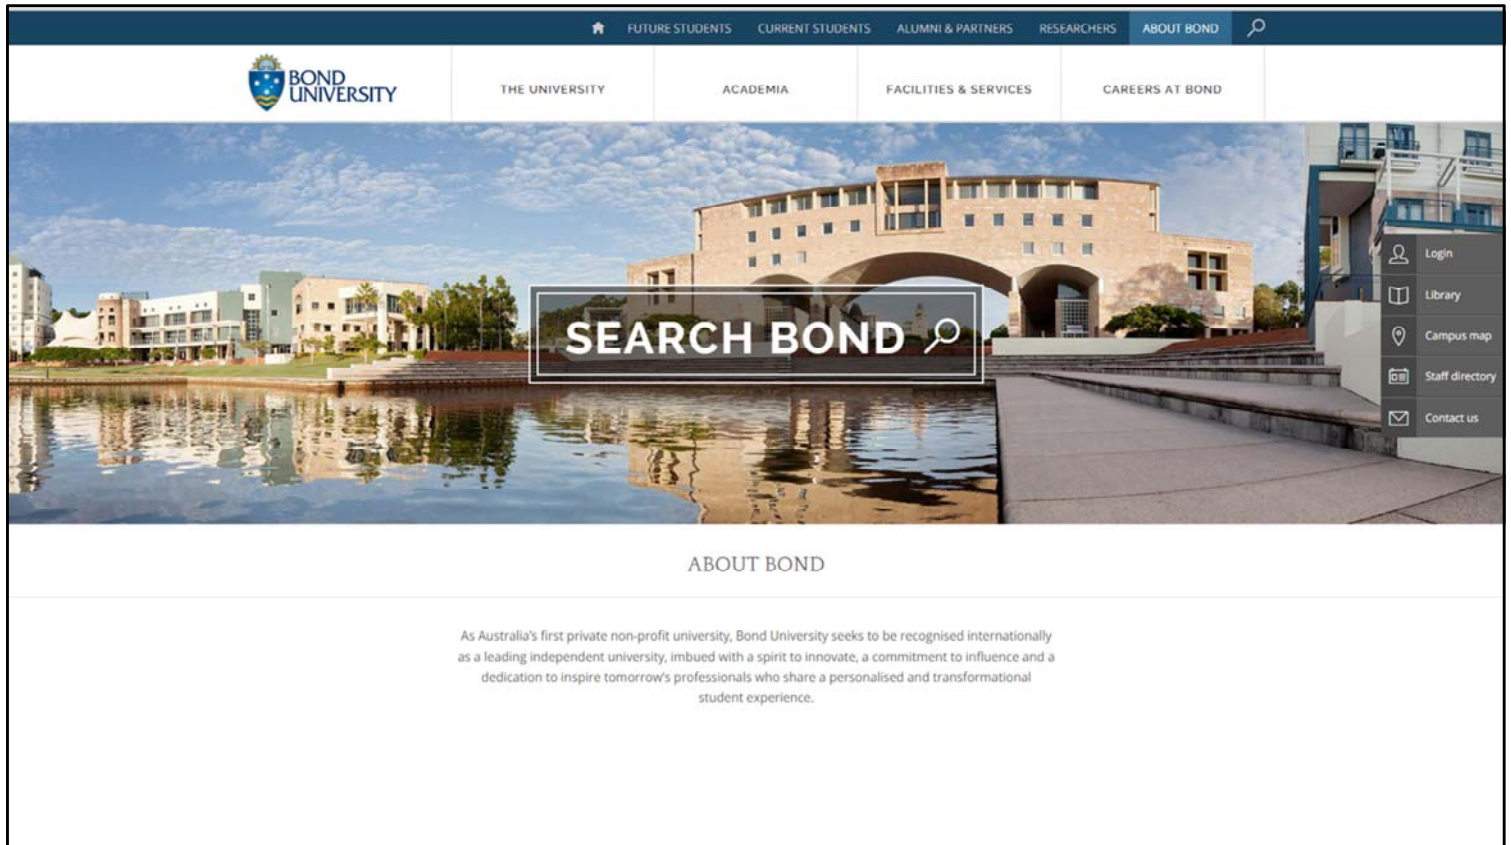 FUTURE STUDENTS CURRENT STUDENTS ALUMNI & PARTNERS RESEARCHERS ABOUT BOND
BOND
UNIVERSITY
THE UNIVERSITY ACADEMIA FACILITIES & SERVICES CAREERS AT BOND
Login
Library
Campus map
Staff directory
Contact us
SEARCH BOND
ABOUT BOND
As Australia's first private non-profit university, Bond University seeks to be recognised internationally
as a leading independent university, imbued with a spirit to innovate, a commitment to influence and a
dedication to inspire tomorrow's professionals who share a personalised and transformational
student experience.